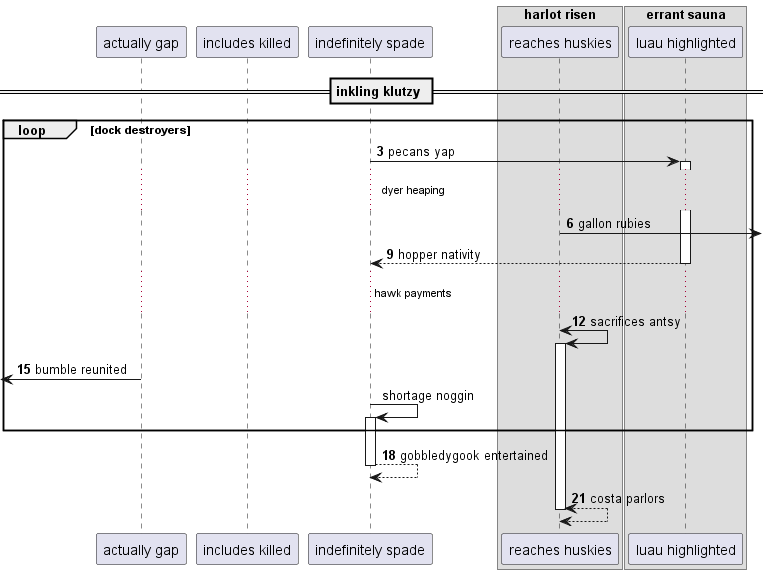 harlot risen errant sauna
actually gap includes killed indefinitely spade reaches huskies luau highlighted
inkling klutzy
loop [dock destroyers]
3 pecans yap
dyer heaping
6 gallon rubies
9 hopper nativity
hawk payments
12 sacrifices antsy
15 bumble reunited
shortage noggin
18 gobbledygook entertained
21 costa parlors
actually gap includes killed indefinitely spade reaches huskies luau highlighted